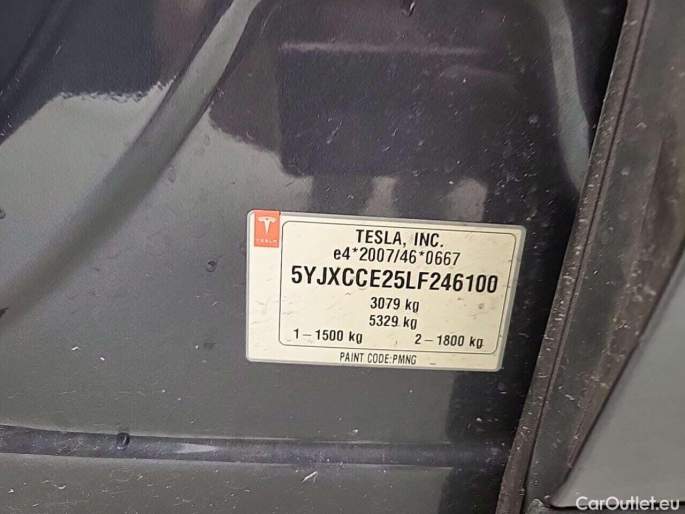 TESLA
TESLA, INC.
e4*2007/46*0667
5YJXCCE25LF246100
3079 kg
5329 kg
1 – 1500 kg 2 – 1800 kg
PAINT CODE:PMNG
CarOutlet.eu